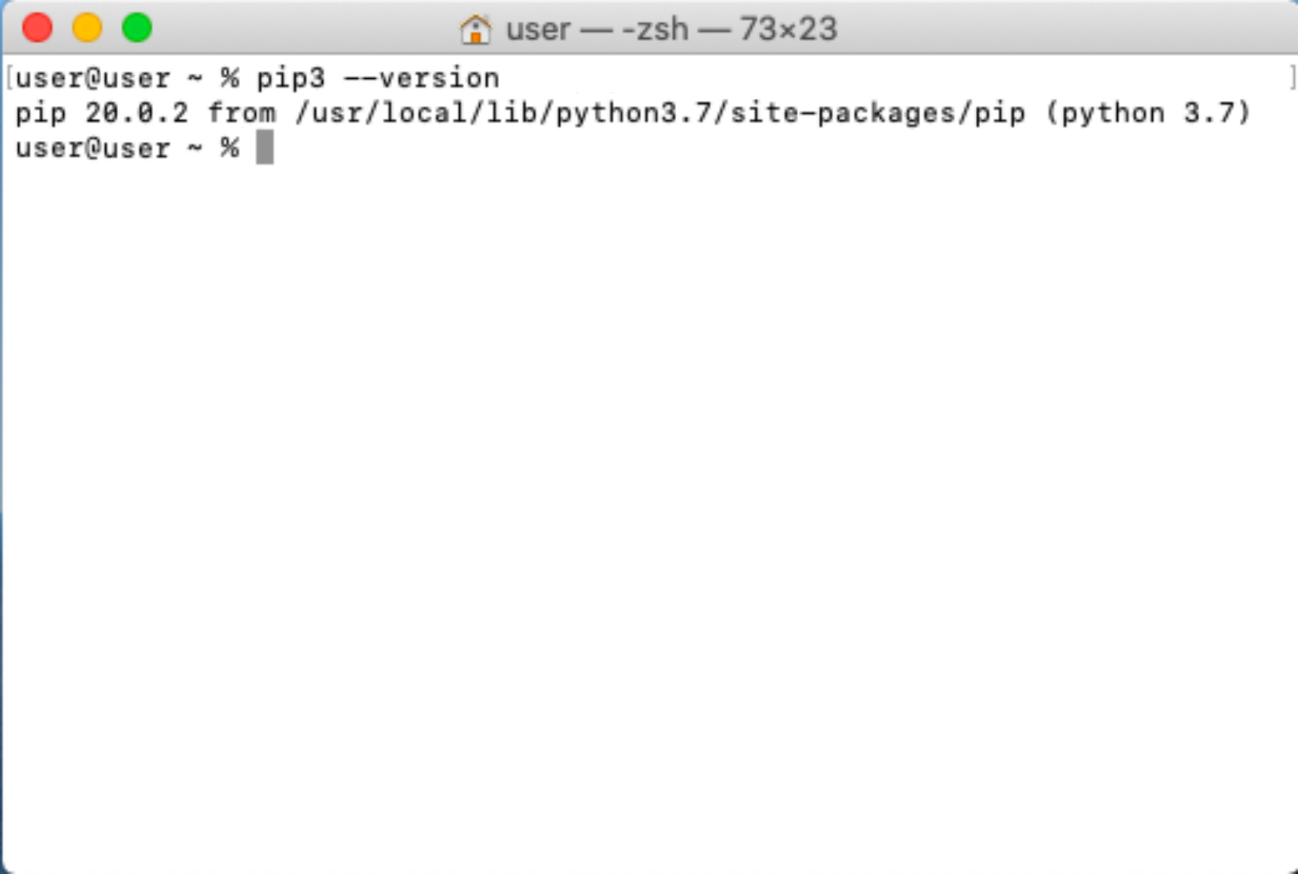 user — -zsh — 73×23
[user@user ~ % pip3 --version ]
pip 20.0.2 from /usr/local/lib/python3.7/site-packages/pip (python 3.7)
user@user ~ %